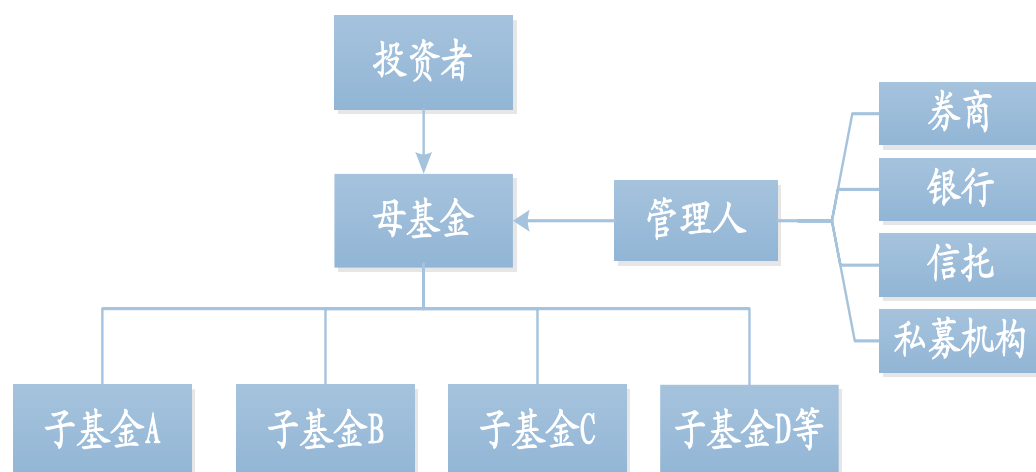 投资者
券商
银行
母基金
管理人
信托
私募机构
子基金A
子基金B
子基金C
子基金D等